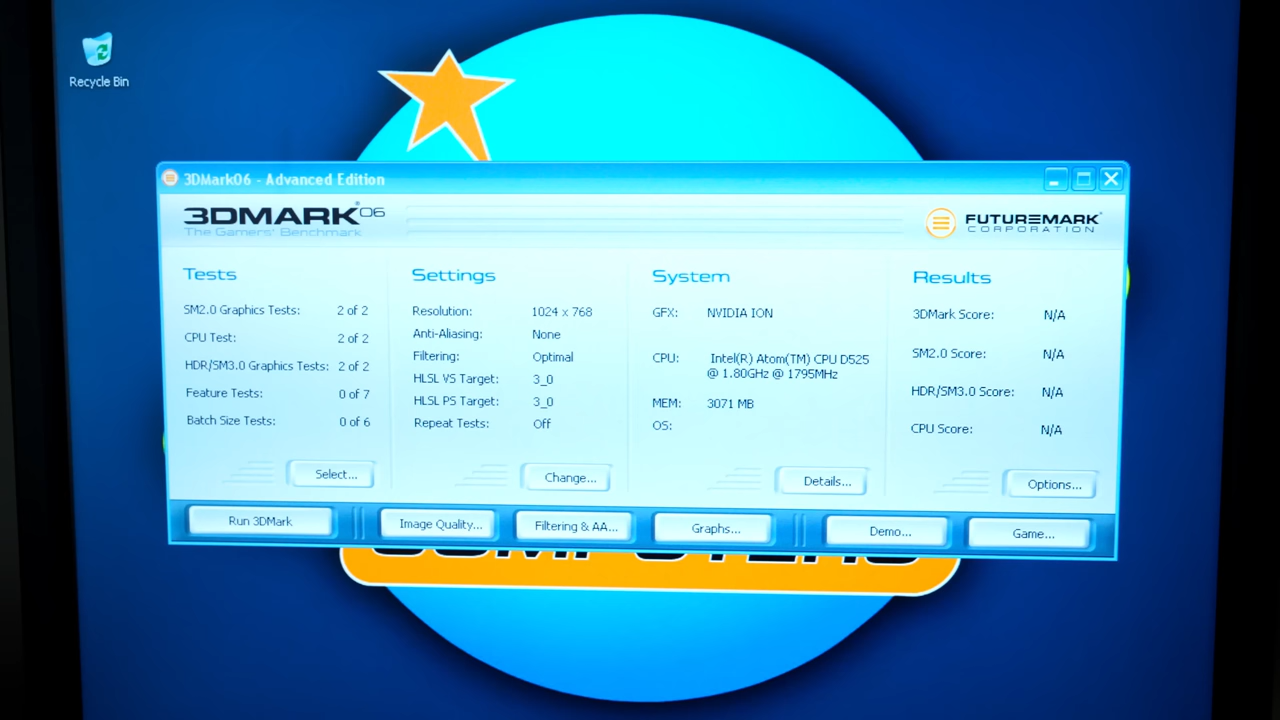 Recycle Bin
3DMark06 - Advanced Edition
3DMARK®06
The Gamers' Benchmark
FUTUREMARK®
CORPORATION
Tests
SM2.0 Graphics Tests: 2 of 2
CPU Test: 2 of 2
HDR/SM3.0 Graphics Tests: 2 of 2
Feature Tests: 0 of 7
Batch Size Tests: 0 of 6
Select...
Settings
Resolution: 1024 x 768
Anti-Aliasing: None
Filtering: Optimal
HLSL VS Target: 3_0
HLSL PS Target: 3_0
Repeat Tests: Off
Change...
System
GFX: NVIDIA ION
CPU: Intel(R) Atom(TM) CPU D525
@ 1.80GHz @ 1795MHz
MEM: 3071 MB
OS:
Details...
Results
3DMark Score: N/A
SM2.0 Score: N/A
HDR/SM3.0 Score: N/A
CPU Score: N/A
Options...
Run 3DMark
Image Quality...
Filtering & AA...
Graphs...
Demo...
Game...